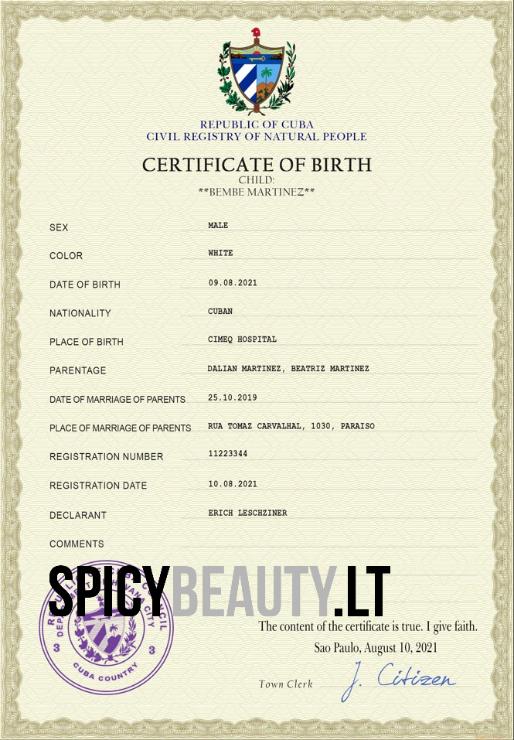 REPUBLIC OF CUBA
CIVIL REGISTRY OF NATURAL PEOPLE
CERTIFICATE OF BIRTH
CHILD:
**BEMBE MARTINEZ**
SEX MALE
COLOR WHITE
DATE OF BIRTH 09.08.2021
NATIONALITY CUBAN
PLACE OF BIRTH CIMEQ HOSPITAL
PARENTAGE DALIAN MARTINEZ, BEATRIZ MARTINEZ
DATE OF MARRIAGE OF PARENTS 25.10.2019
PLACE OF MARRIAGE OF PARENTS RUA TOMAZ CARVALHAL, 1030, PARAISO
REGISTRATION NUMBER 11223344
REGISTRATION DATE 10.08.2021
DECLARANT ERICH LESCHZINER
COMMENTS
SPICYBEAUTY.LT
CITY
3 3
CUBA COUNTRY
The content of the certificate is true. I give faith.
Sao Paulo, August 10, 2021
Town Clerk J. Citizen